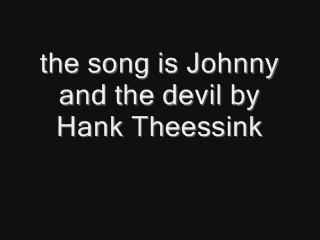 the song is Johnny
and the devil by
Hank Theessink